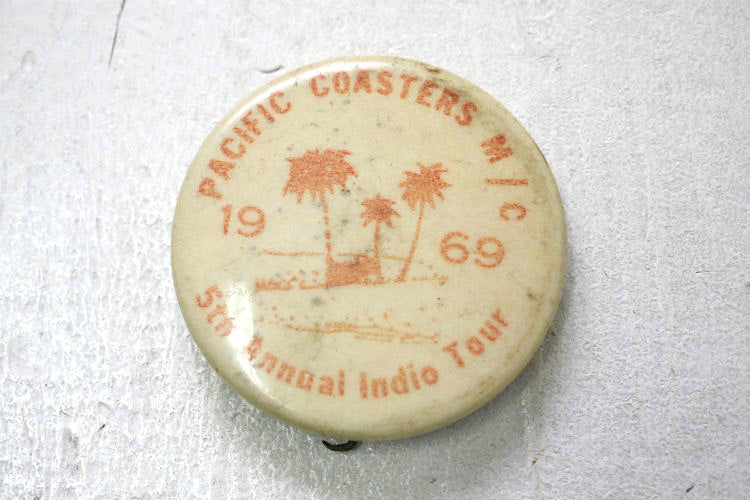 PACIFIC COASTERS M/C
19 69
5th Annual Indio Tour